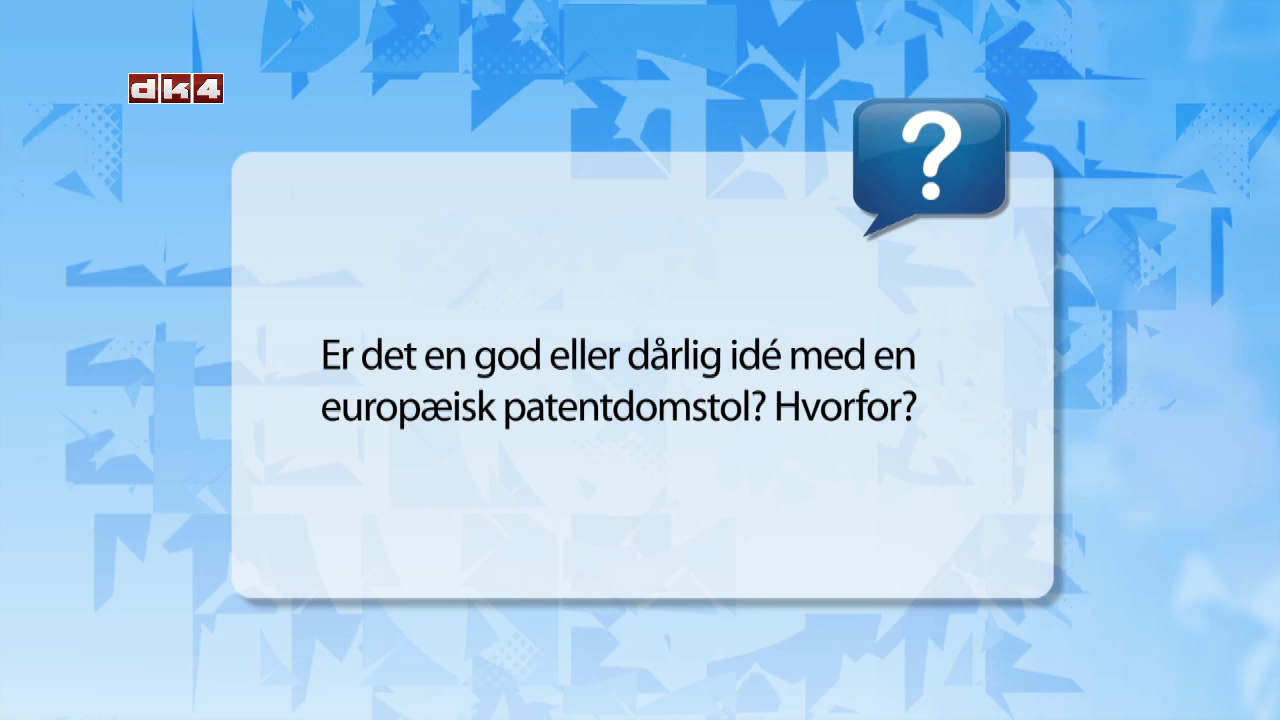 dk4
?
Er det en god eller dårlig idé med en
europæisk patentdomstol? Hvorfor?